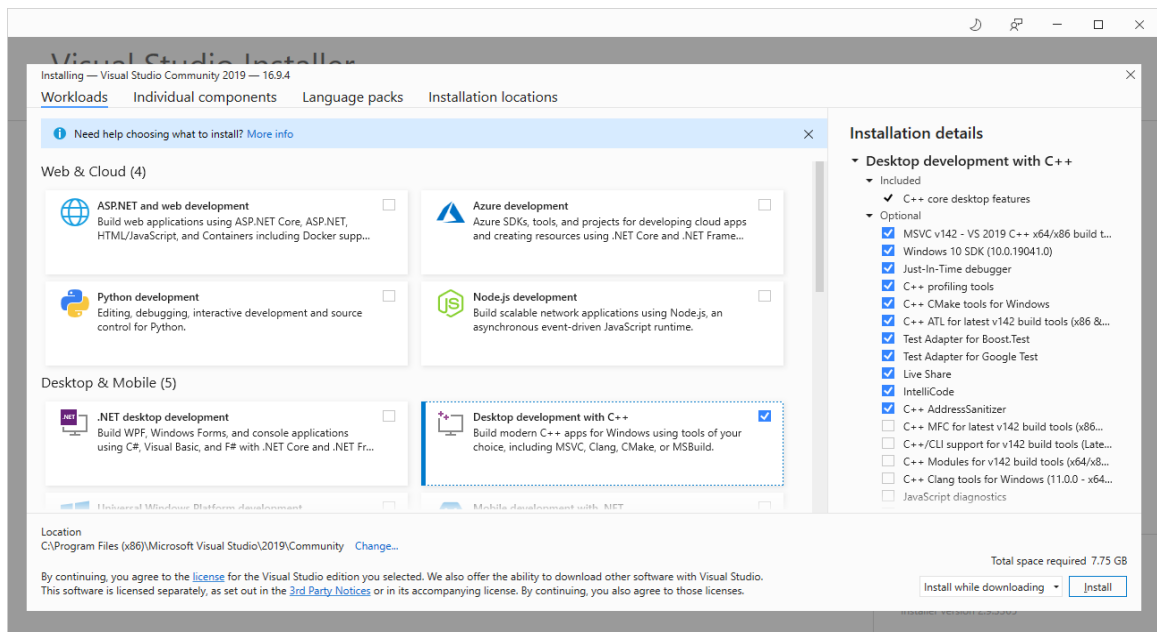 Visual Studio Installer
Installing — Visual Studio Community 2019 — 16.9.4
Workloads Individual components Language packs Installation locations
Need help choosing what to install? More info
Web & Cloud (4)
ASP.NET and web development
Build web applications using ASP.NET Core, ASP.NET,
HTML/JavaScript, and Containers including Docker supp...
Azure development
Azure SDKs, tools, and projects for developing cloud apps
and creating resources using .NET Core and .NET Frame...
Python development
Editing, debugging, interactive development and source
control for Python.
Node.js development
Build scalable network applications using Node.js, an
asynchronous event-driven JavaScript runtime.
Desktop & Mobile (5)
.NET desktop development
Build WPF, Windows Forms, and console applications
using C#, Visual Basic, and F# with .NET Core and .NET Fr...
Desktop development with C++
Build modern C++ apps for Windows using tools of your
choice, including MSVC, Clang, CMake, or MSBuild.
Universal Windows Platform development
Mobile development with .NET
Installation details
Desktop development with C++
Included
C++ core desktop features
Optional
MSVC v142 - VS 2019 C++ x64/x86 build t...
Windows 10 SDK (10.0.19041.0)
Just-In-Time debugger
C++ profiling tools
C++ CMake tools for Windows
C++ ATL for latest v142 build tools (x86 &...
Test Adapter for Boost.Test
Test Adapter for Google Test
Live Share
IntelliCode
C++ AddressSanitizer
C++ MFC for latest v142 build tools (x86...
C++/CLI support for v142 build tools (Late...
C++ Modules for v142 build tools (x64/x8...
C++ Clang tools for Windows (11.0.0 - x64...
JavaScript diagnostics
Location
C:\Program Files (x86)\Microsoft Visual Studio\2019\Community Change...
By continuing, you agree to the license for the Visual Studio edition you selected. We also offer the ability to download other software with Visual Studio.
This software is licensed separately, as set out in the 3rd Party Notices or in its accompanying license. By continuing, you also agree to those licenses.
Total space required 7.75 GB
Install while downloading Install